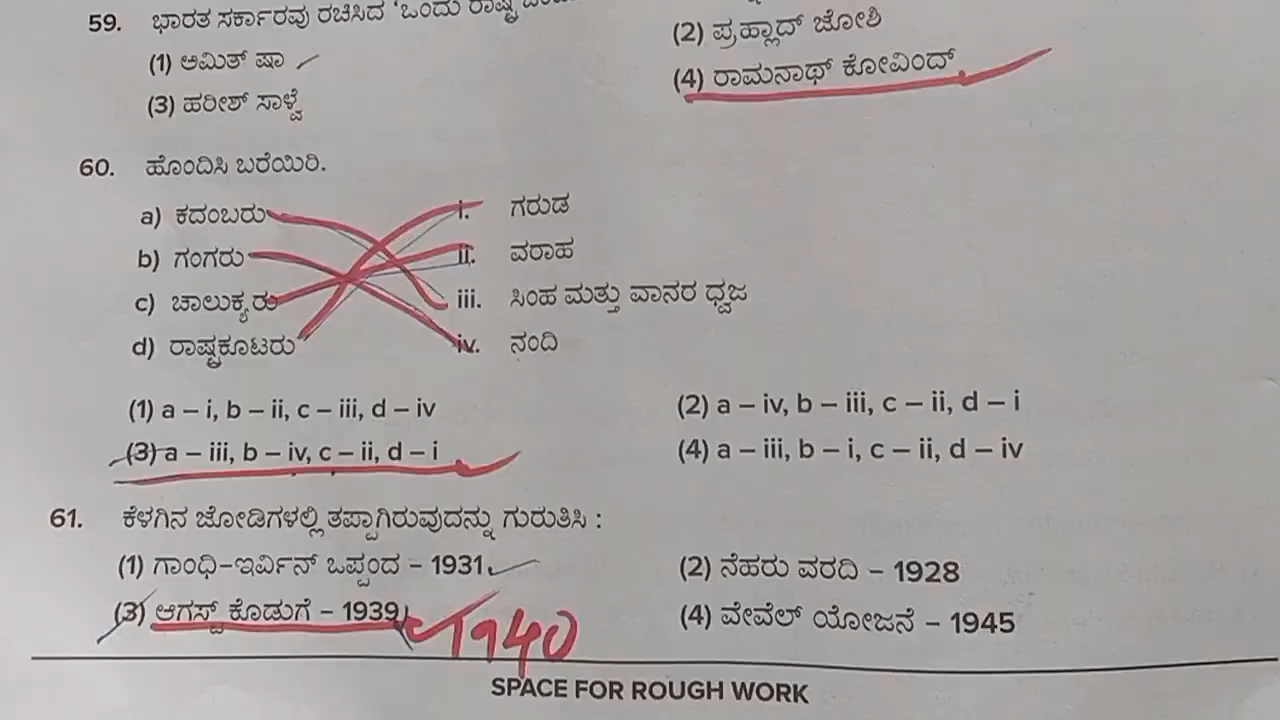 59. ಭಾರತ ಸರ್ಕಾರವು ರಚಿಸಿದ 'ಒಂದು ರಾಷ್ಟ್ರ
(1) ಅಮಿತ್ ಷಾ (2) ಪ್ರಹ್ಲಾದ್ ಜೋಶಿ
(3) ಹರೀಶ್ ಸಾಳ್ವೆ (4) ರಾಮನಾಥ್ ಕೋವಿಂದ್
60. ಹೊಂದಿಸಿ ಬರೆಯಿರಿ.
a) ಕದಂಬರು i. ಗರುಡ
b) ಗಂಗರು ii. ವರಾಹ
c) ಚಾಲುಕ್ಯರು iii. ಸಿಂಹ ಮತ್ತು ವಾನರ ಧ್ವಜ
d) ರಾಷ್ಟ್ರಕೂಟರು iv. ನಂದಿ
(1) a – i, b – ii, c – iii, d – iv (2) a – iv, b – iii, c – ii, d – i
(3) a – iii, b – iv, c – ii, d – i (4) a – iii, b – i, c – ii, d – iv
61. ಕೆಳಗಿನ ಜೋಡಿಗಳಲ್ಲಿ ತಪ್ಪಾಗಿರುವುದನ್ನು ಗುರುತಿಸಿ :
(1) ಗಾಂಧಿ–ಇರ್ವಿನ್ ಒಪ್ಪಂದ – 1931 (2) ನೆಹರು ವರದಿ – 1928
(3) ಆಗಸ್ಟ್ ಕೊಡುಗೆ – 1939 1940 (4) ವೇವೆಲ್ ಯೋಜನೆ – 1945
SPACE FOR ROUGH WORK